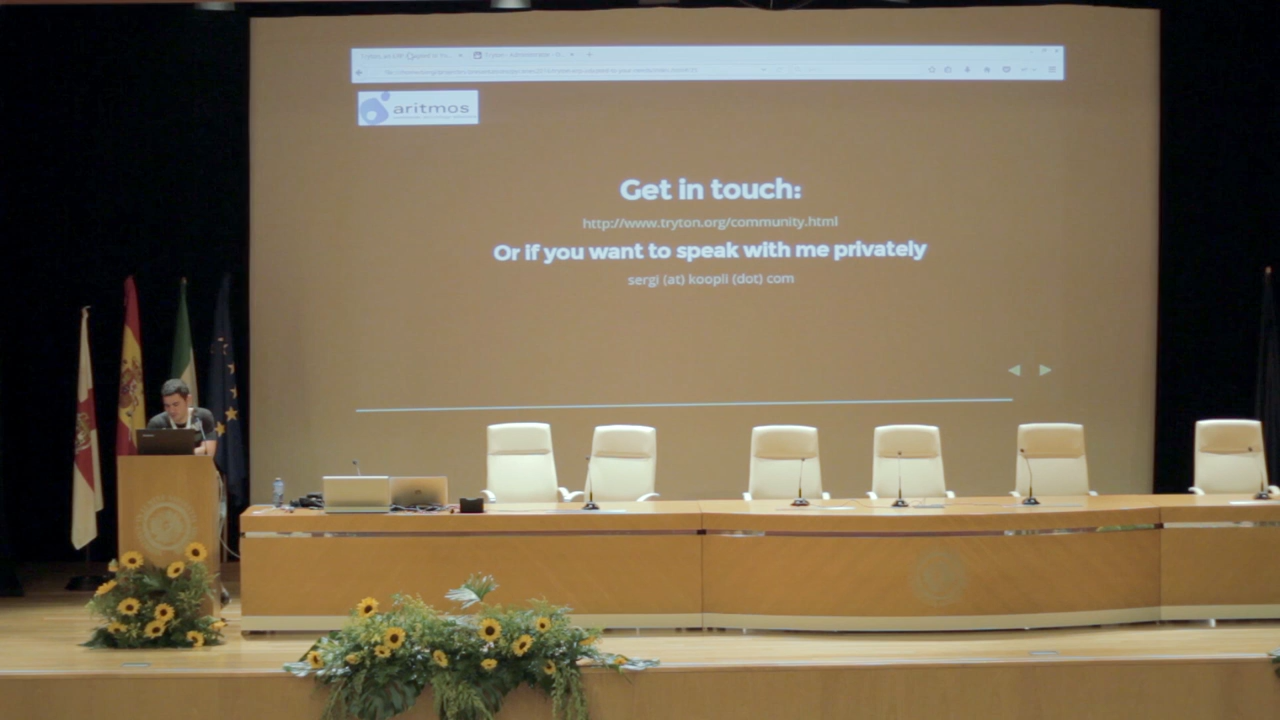 aritmos
Get in touch:
http://www.tryton.org/community.html
Or if you want to speak with me privately
sergi (at) koopli (dot) com